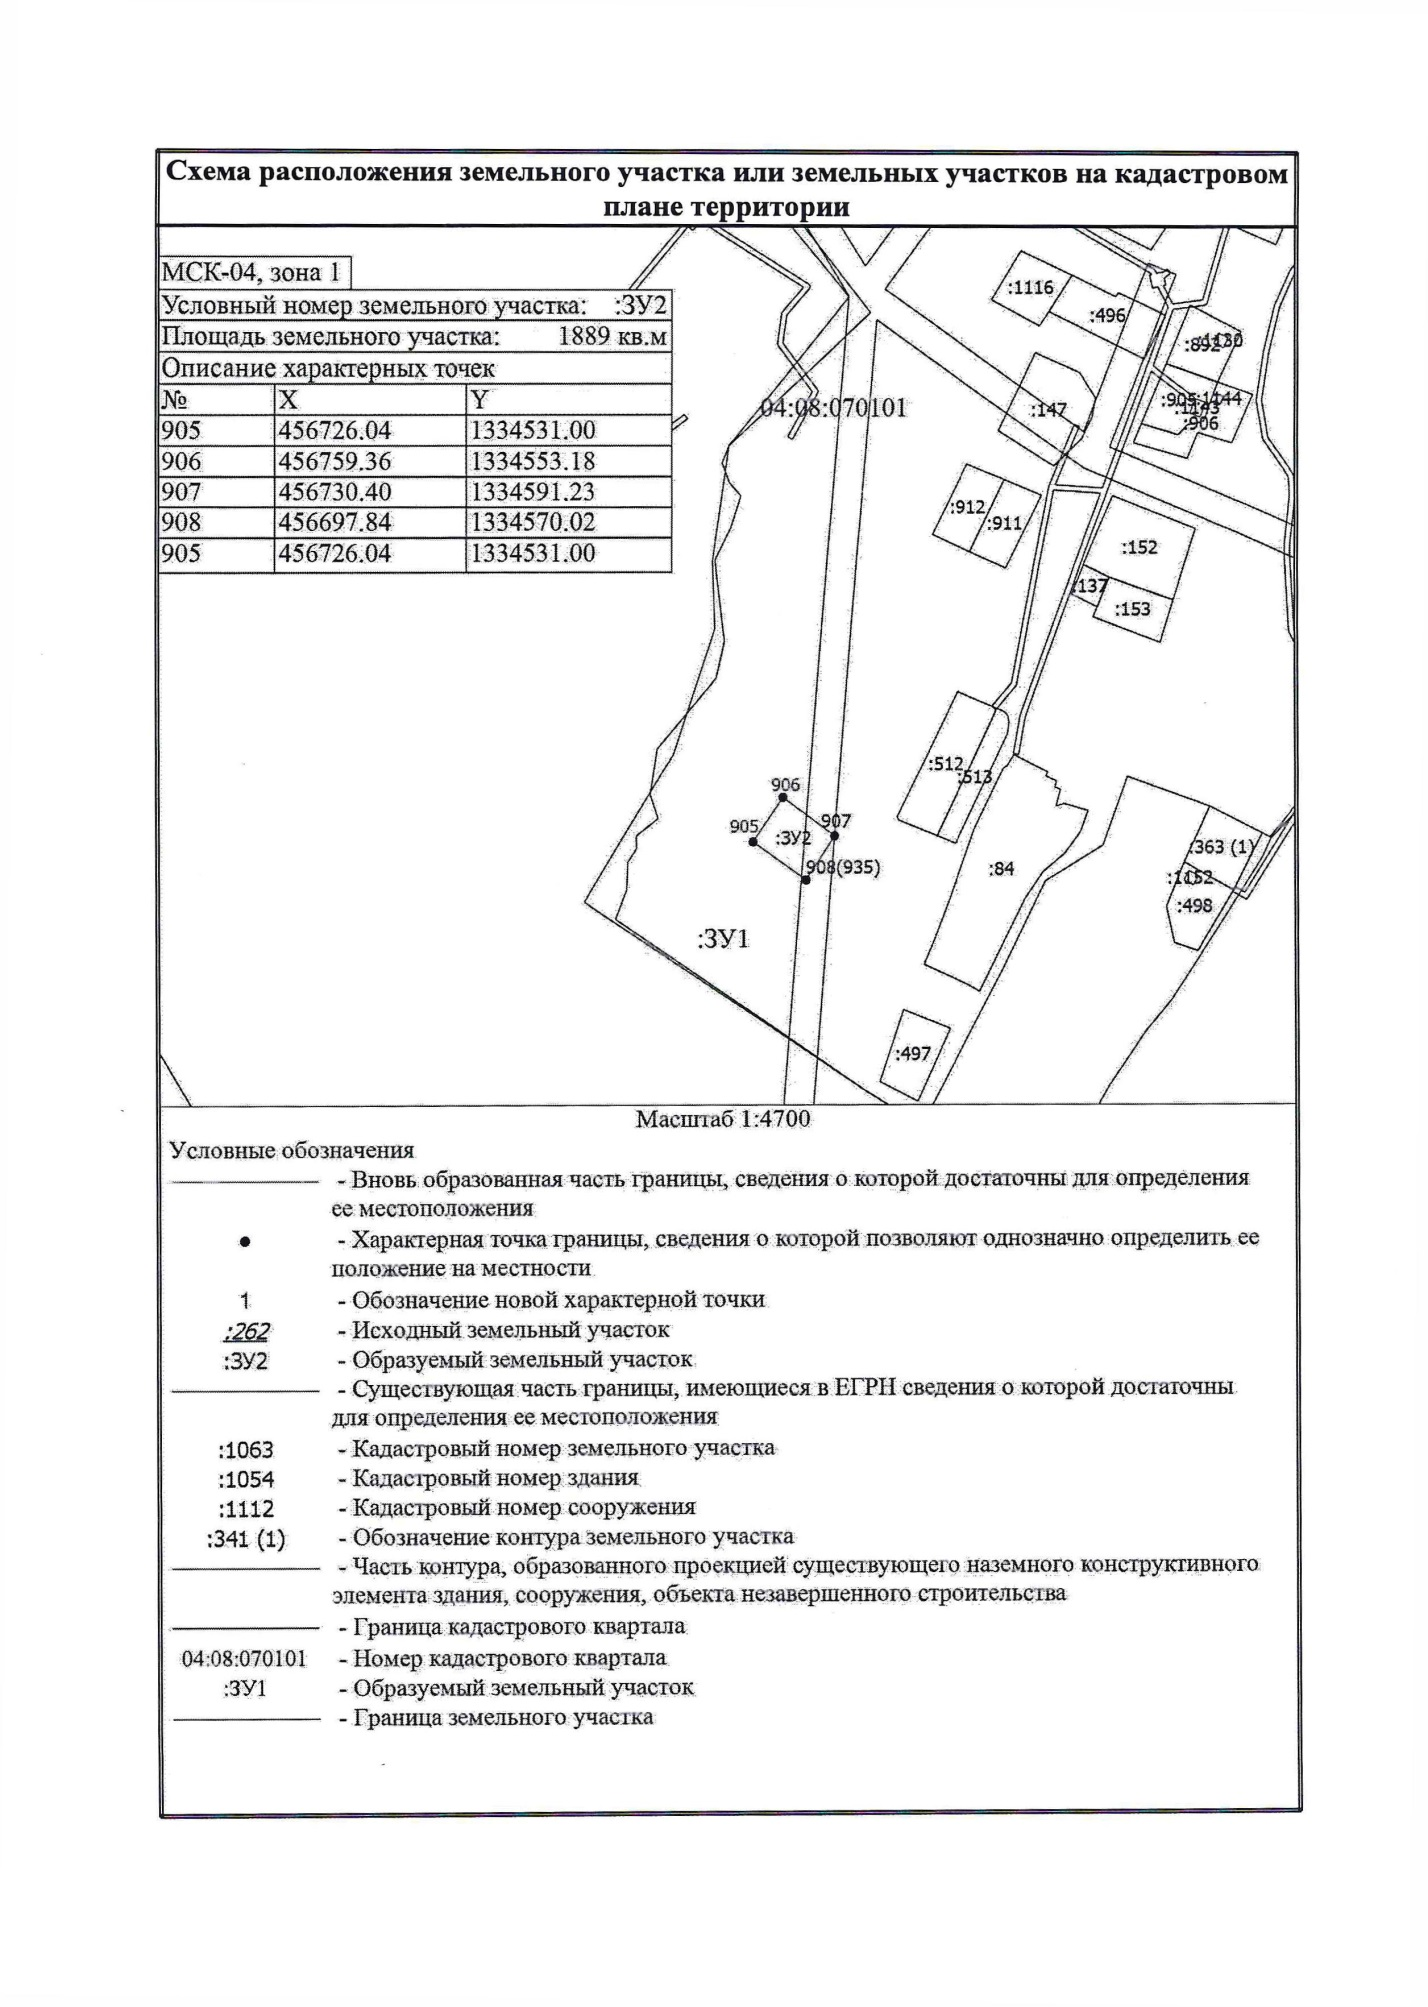 Схема расположения земельного участка или земельных участков на кадастровом
плане территории
МСК-04, зона 1
Условный номер земельного участка: :ЗУ2
Площадь земельного участка: 1889 кв.м
Описание характерных точек
№ X Y
905 456726.04 1334531.00
906 456759.36 1334553.18
907 456730.40 1334591.23
908 456697.84 1334570.02
905 456726.04 1334531.00
:1116
:496
:1130
04:08:070101
:147
:905 :1144
:1143
:906
:912
:911
:152
:137
:153
:512
:513
906
905
907
:ЗУ2
908(935)
:84
:363 (1)
:1152
:498
:ЗУ1
:497
Масштаб 1:4700
Условные обозначения
- Вновь образованная часть границы, сведения о которой достаточны для определения
ее местоположения
- Характерная точка границы, сведения о которой позволяют однозначно определить ее
положение на местности
1 - Обозначение новой характерной точки
:262 - Исходный земельный участок
:ЗУ2 - Образуемый земельный участок
- Существующая часть границы, имеющиеся в ЕГРН сведения о которой достаточны
для определения ее местоположения
:1063 - Кадастровый номер земельного участка
:1054 - Кадастровый номер здания
:1112 - Кадастровый номер сооружения
:341 (1) - Обозначение контура земельного участка
- Часть контура, образованного проекцией существующего наземного конструктивного
элемента здания, сооружения, объекта незавершенного строительства
- Граница кадастрового квартала
04:08:070101 - Номер кадастрового квартала
:ЗУ1 - Образуемый земельный участок
- Граница земельного участка